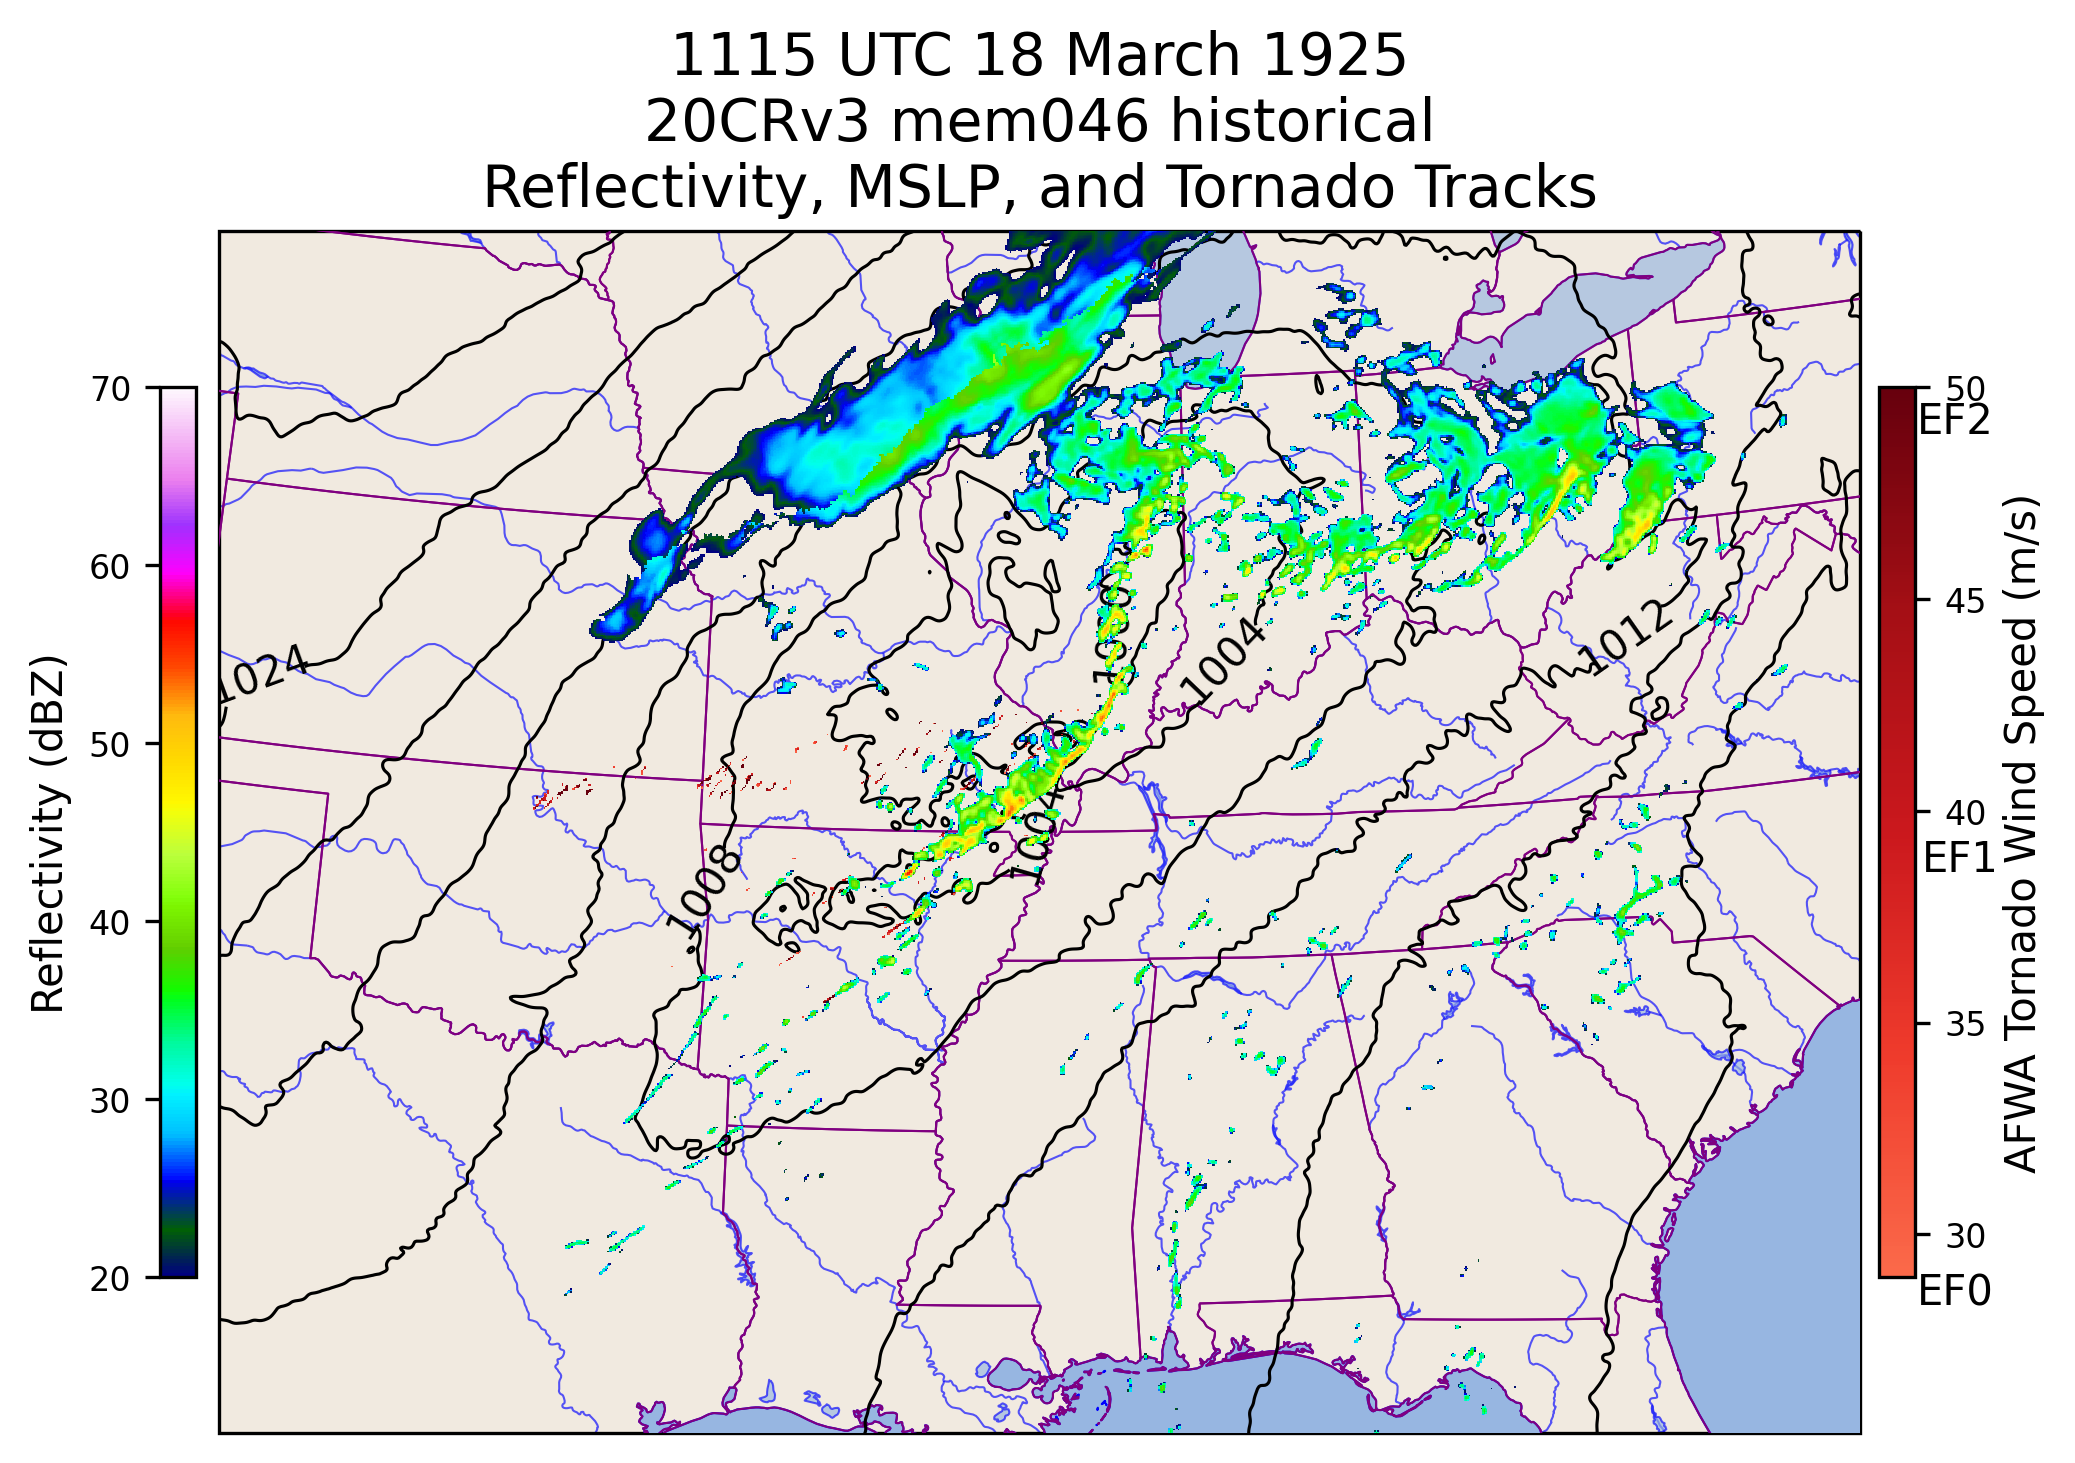 1115 UTC 18 March 1925
20CRv3 mem046 historical
Reflectivity, MSLP, and Tornado Tracks
Reflectivity (dBZ)
70
60
50
40
30
20
1024
1008
1004
1004
1012
AFWA Tornado Wind Speed (m/s)
50
EF2
45
40
EF1
35
30
EF0